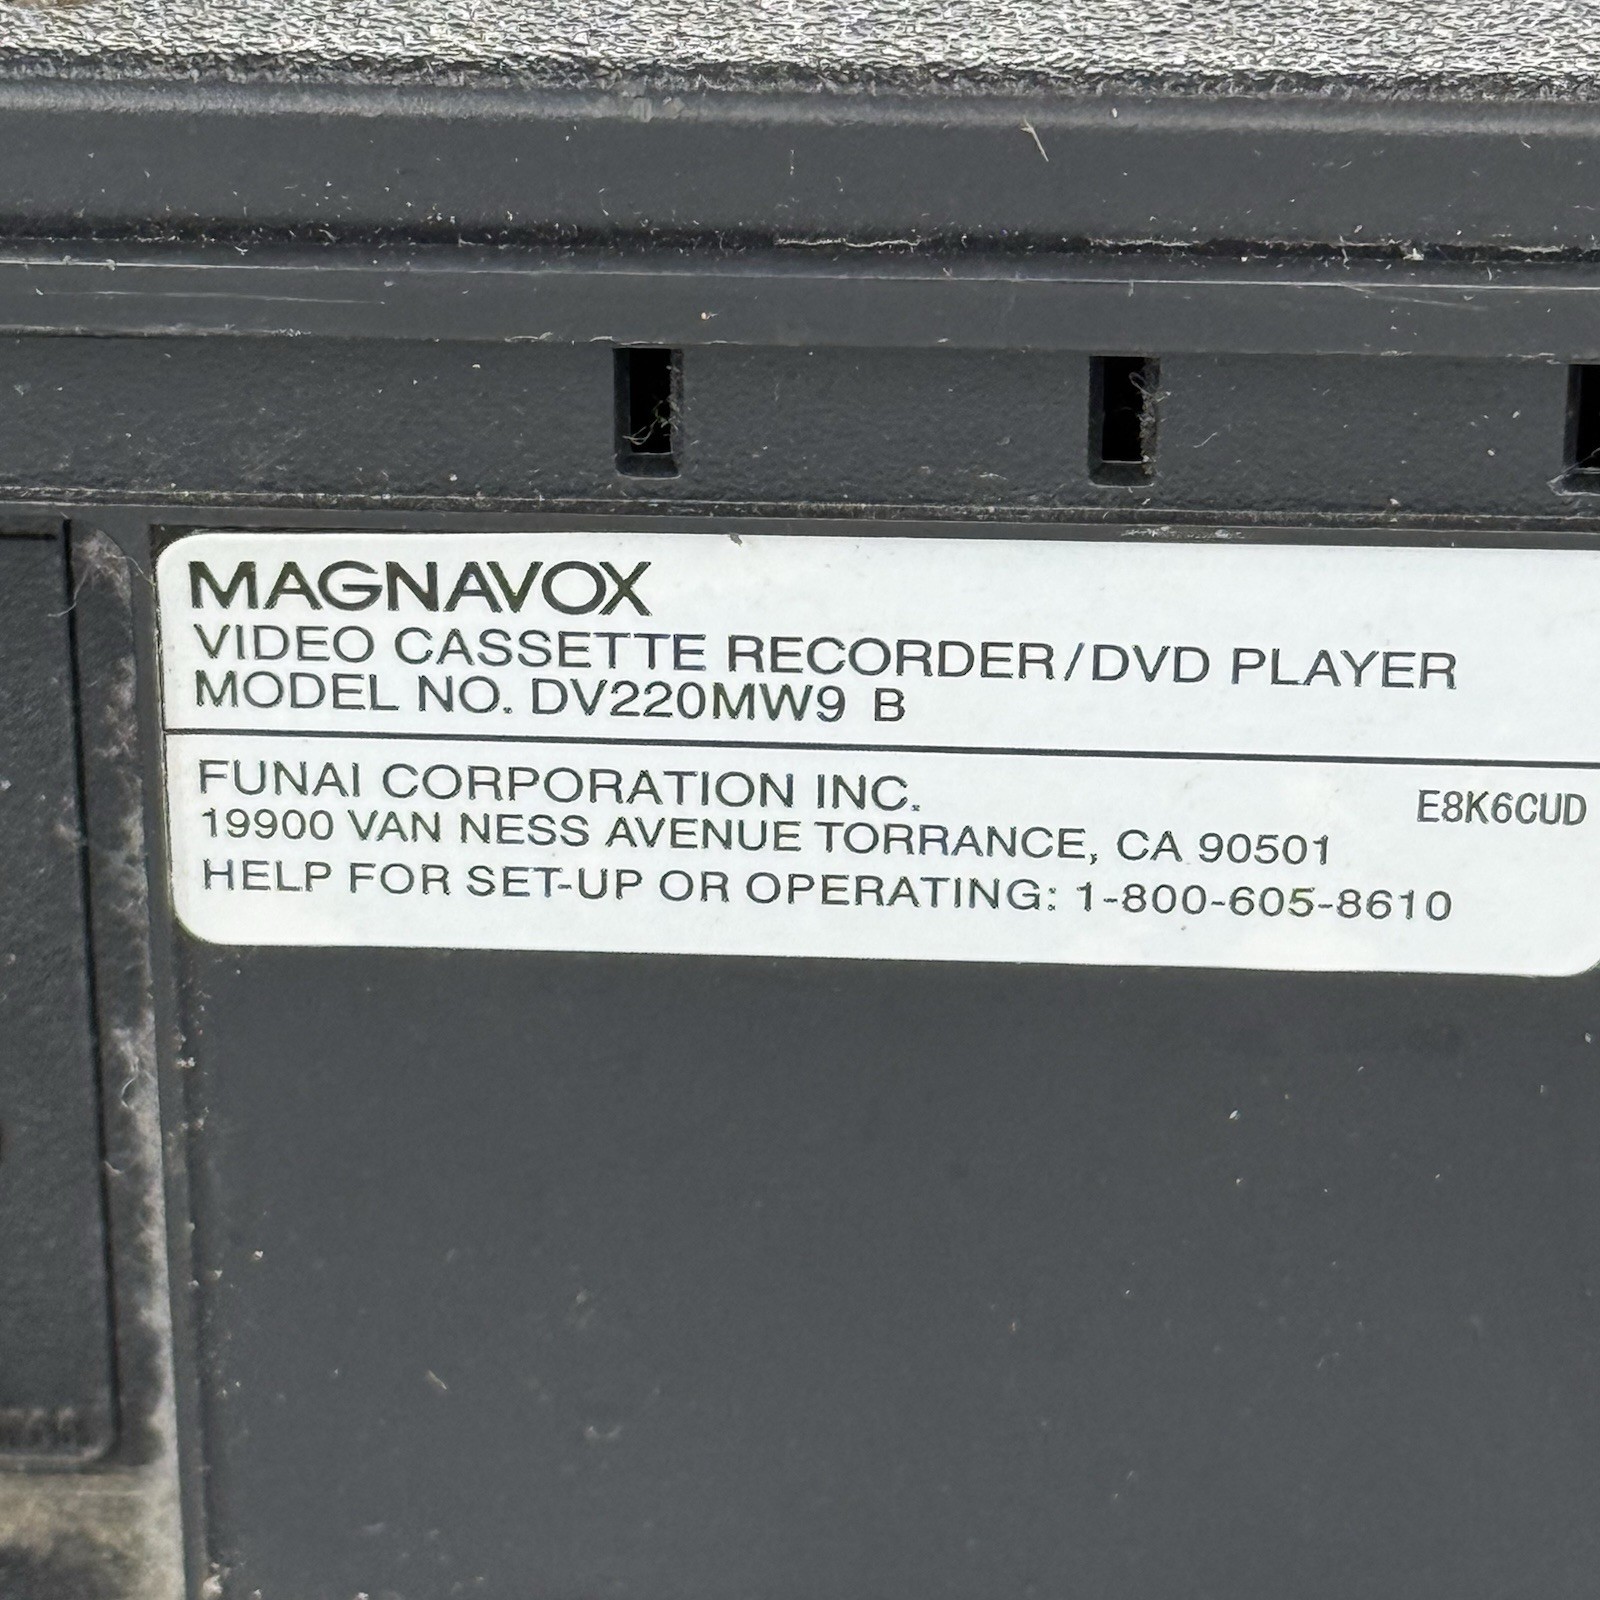 MAGNAVOX
VIDEO CASSETTE RECORDER/DVD PLAYER
MODEL NO. DV220MW9 B
FUNAI CORPORATION INC.
E8K6CUD
19900 VAN NESS AVENUE TORRANCE, CA 90501
HELP FOR SET-UP OR OPERATING: 1-800-605-8610